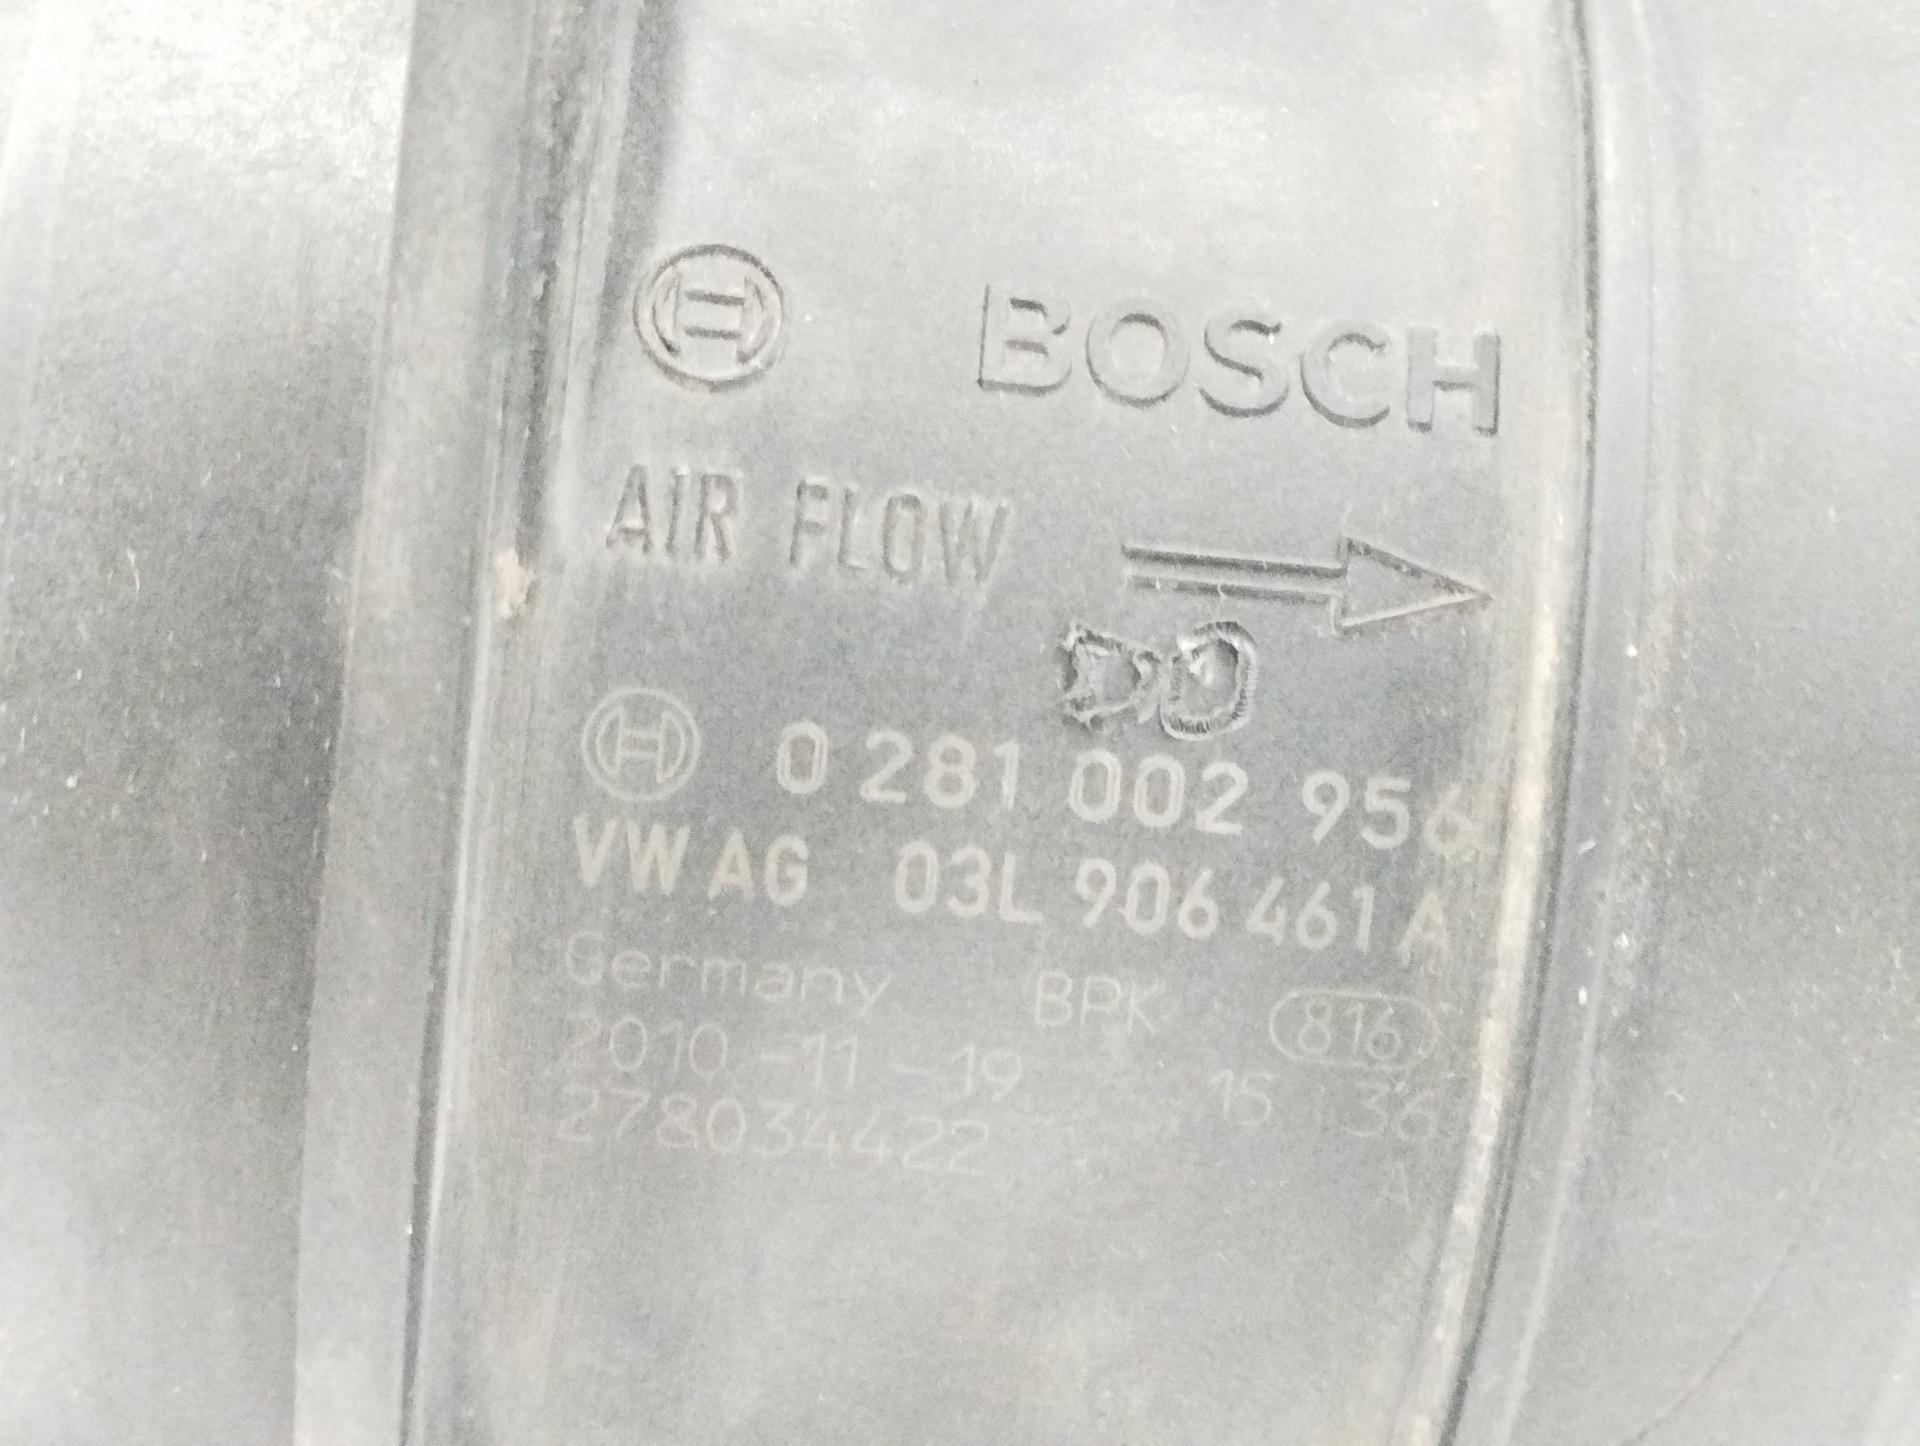 BOSCH
AIR FLOW
0 281 002 956
VW AG 03L 906 461 A
Germany BPK 816
2010-11-19 15 36
278034422
A